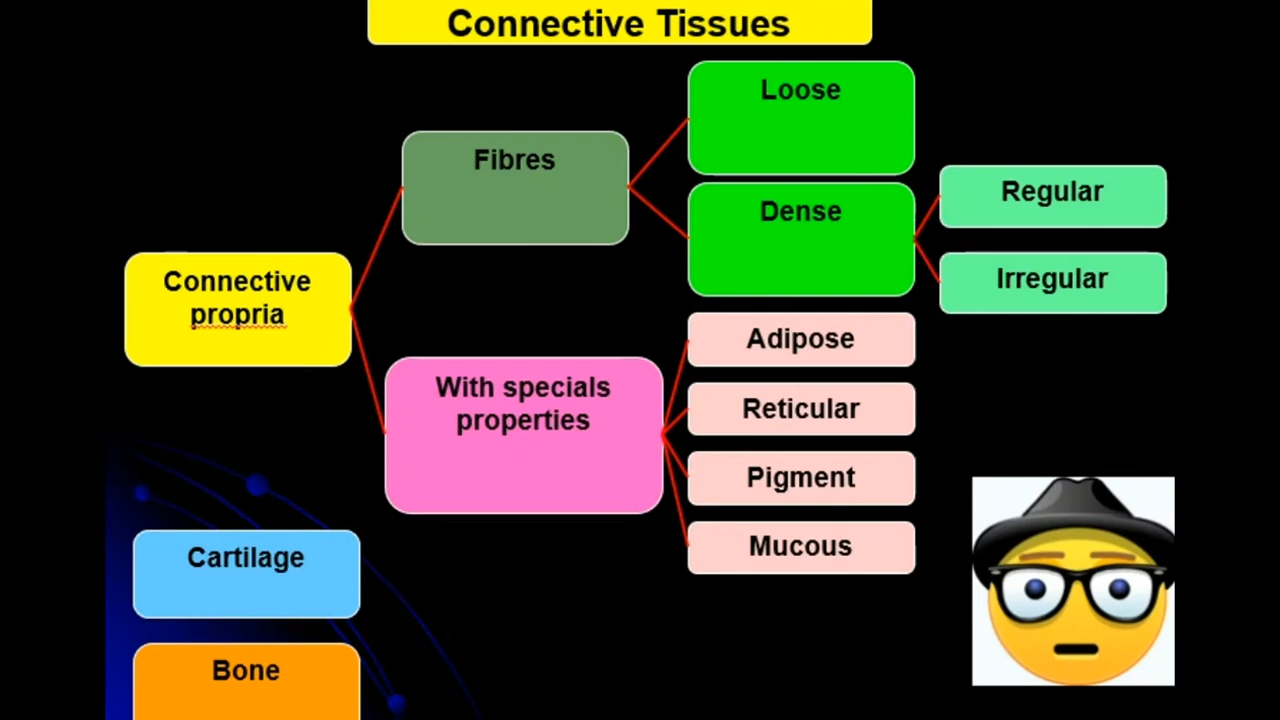 Connective Tissues
Loose
Fibres
Regular
Dense
Irregular
Connective
propria
Adipose
With specials
properties
Reticular
Pigment
Mucous
Cartilage
Bone